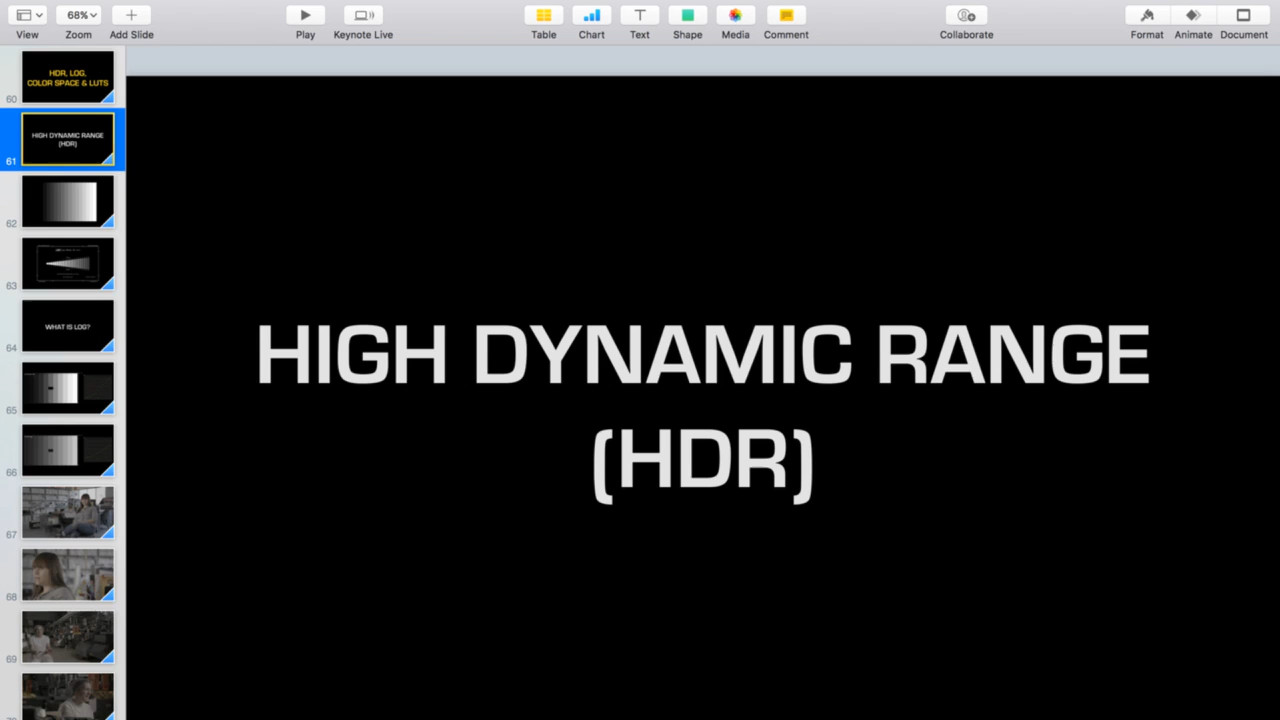 68%
View
Zoom
Add Slide
Play
Keynote Live
Table
Chart
Text
Shape
Media
Comment
Collaborate
Format
Animate
Document
HDR, LOG,
COLOR SPACE & LUTS
60
HIGH DYNAMIC RANGE
(HDR)
61
62
63
WHAT IS LOG?
64
65
66
67
68
69
HIGH DYNAMIC RANGE
(HDR)